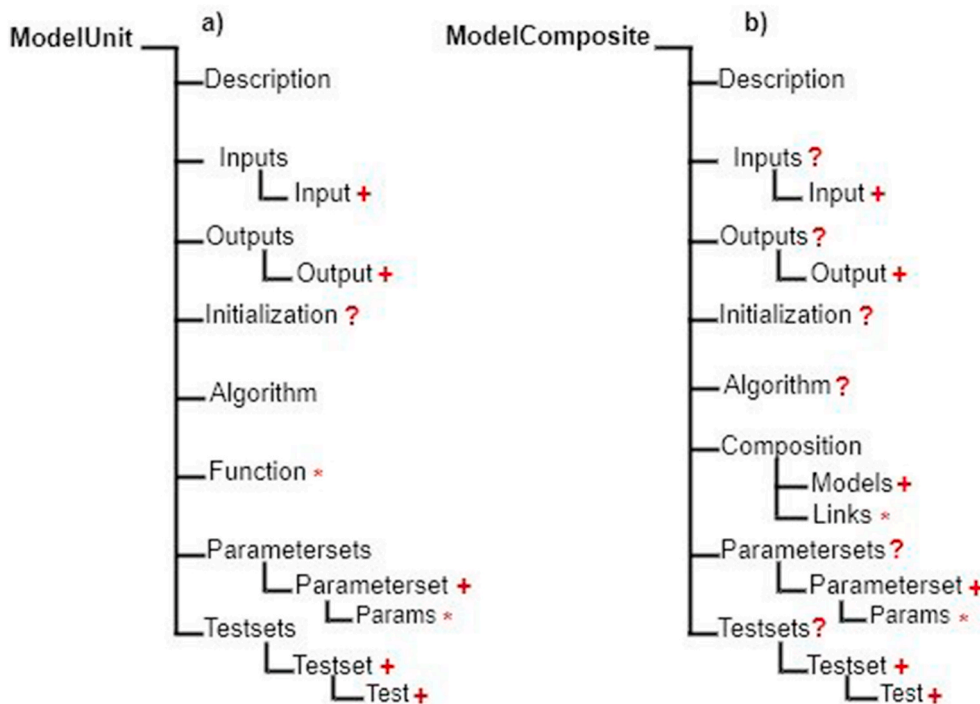 a)
ModelUnit
Description
Inputs
Input +
Outputs
Output +
Initialization ?
Algorithm
Function *
Parametersets
Parameterset +
Params *
Testsets
Testset +
Test +
b)
ModelComposite
Description
Inputs ?
Input +
Outputs ?
Output +
Initialization ?
Algorithm ?
Composition
Models +
Links *
Parametersets ?
Parameterset +
Params *
Testsets ?
Testset +
Test +